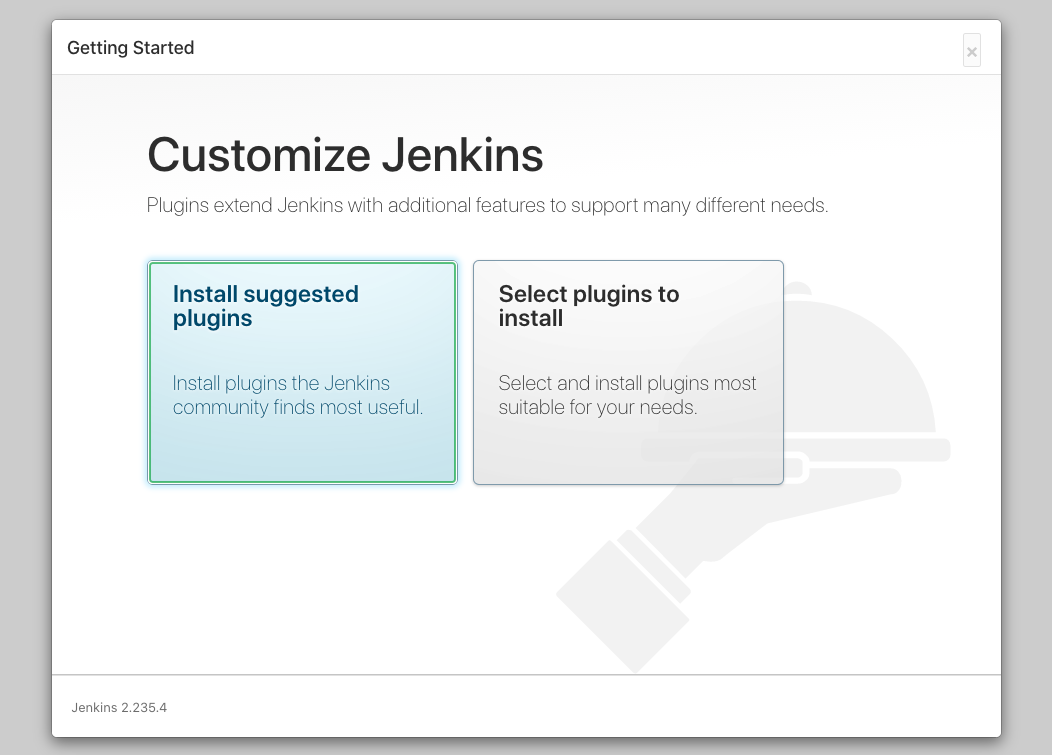 Getting Started
×
Customize Jenkins
Plugins extend Jenkins with additional features to support many different needs.
Install suggested
plugins
Install plugins the Jenkins
community finds most useful.
Select plugins to
install
Select and install plugins most
suitable for your needs.
Jenkins 2.235.4